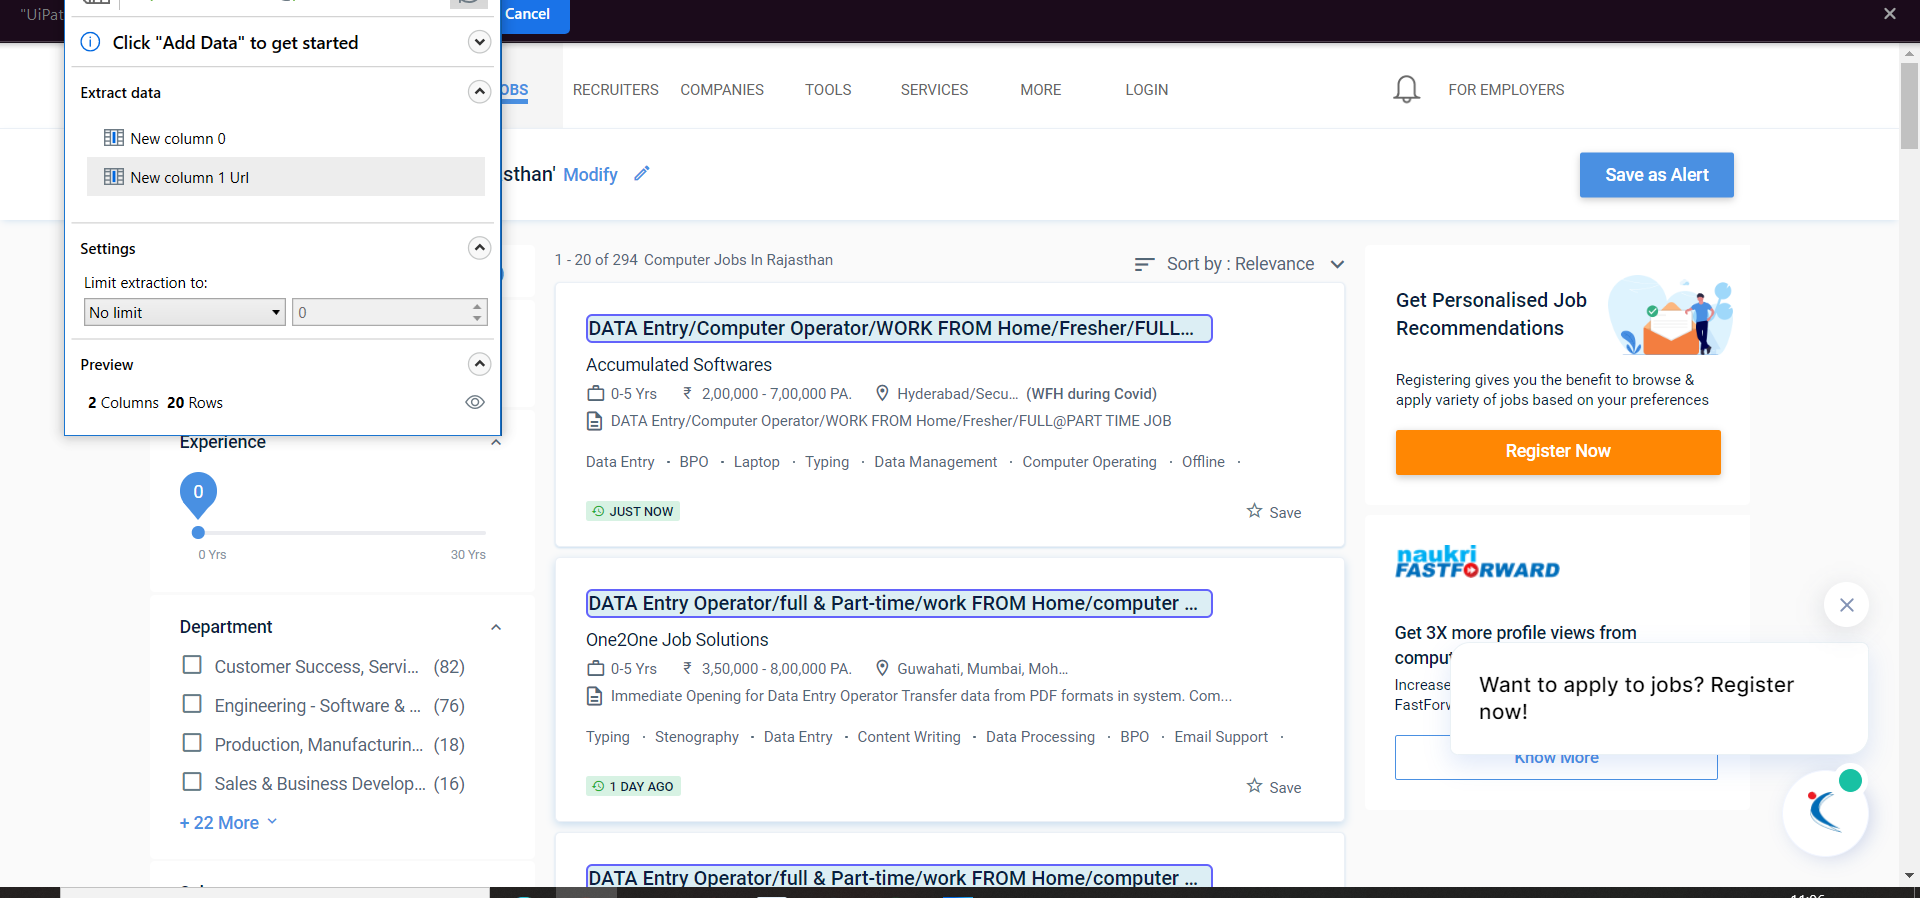 "UiPat
Cancel
Click "Add Data" to get started
Extract data
New column 0
New column 1 Url
Settings
Limit extraction to:
No limit
0
Preview
2 Columns 20 Rows
OBS
RECRUITERS
COMPANIES
TOOLS
SERVICES
MORE
LOGIN
FOR EMPLOYERS
sthan' Modify
Save as Alert
1 - 20 of 294 Computer Jobs In Rajasthan
Sort by : Relevance
Experience
0
0 Yrs
30 Yrs
Department
Customer Success, Servi... (82)
Engineering - Software & ... (76)
Production, Manufacturin... (18)
Sales & Business Develop... (16)
+ 22 More
DATA Entry/Computer Operator/WORK FROM Home/Fresher/FULL...
Accumulated Softwares
0-5 Yrs ₹ 2,00,000 - 7,00,000 PA. Hyderabad/Secu... (WFH during Covid)
DATA Entry/Computer Operator/WORK FROM Home/Fresher/FULL@PART TIME JOB
Data Entry · BPO · Laptop · Typing · Data Management · Computer Operating · Offline ·
JUST NOW
Save
DATA Entry Operator/full & Part-time/work FROM Home/computer ...
One2One Job Solutions
0-5 Yrs ₹ 3,50,000 - 8,00,000 PA. Guwahati, Mumbai, Moh...
Immediate Opening for Data Entry Operator Transfer data from PDF formats in system. Com...
Typing · Stenography · Data Entry · Content Writing · Data Processing · BPO · Email Support ·
1 DAY AGO
Save
DATA Entry Operator/full & Part-time/work FROM Home/computer ...
Get Personalised Job
Recommendations
Registering gives you the benefit to browse &
apply variety of jobs based on your preferences
Register Now
naukri
FASTFORWARD
Get 3X more profile views from
comput
Increase
FastForw
Want to apply to jobs? Register
now!
Know More